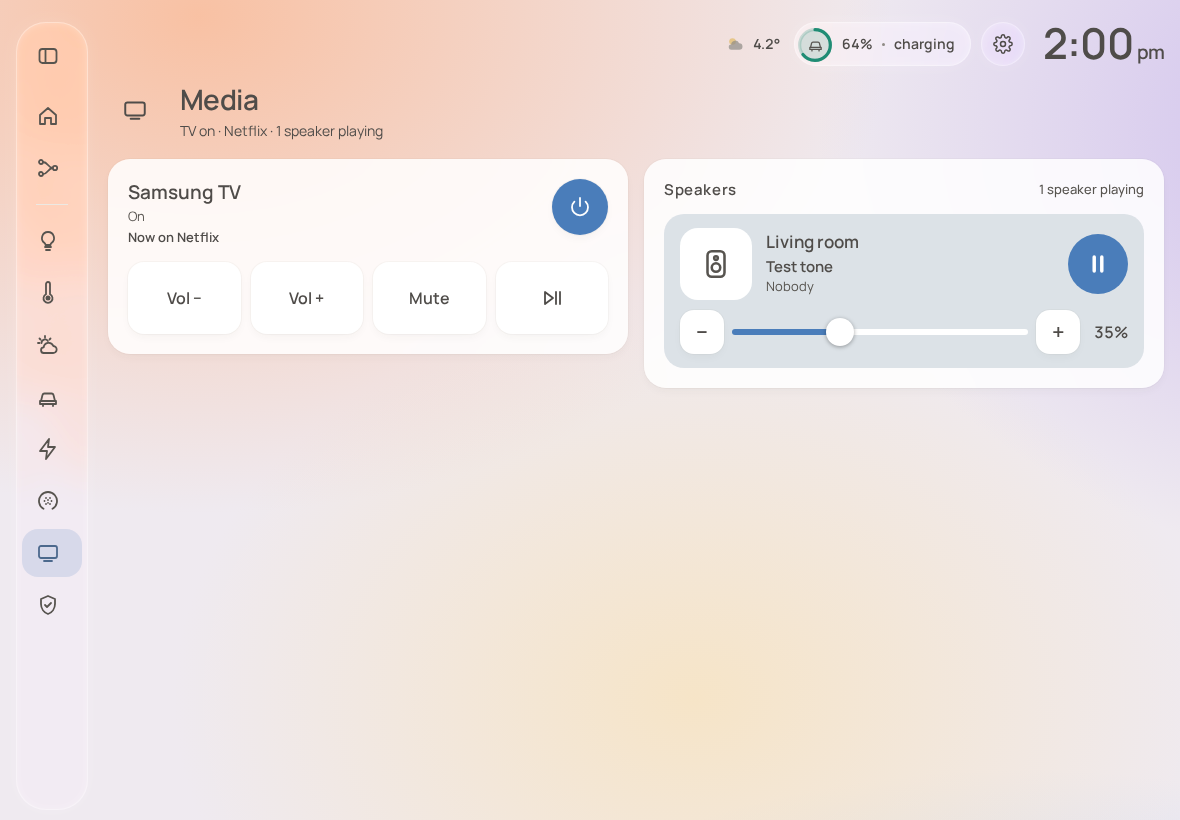 4.2°
64% • charging
2:00 pm
Media
TV on · Netflix · 1 speaker playing
Samsung TV
On
Now on Netflix
Vol −
Vol +
Mute
Speakers
1 speaker playing
Living room
Test tone
Nobody
−
+
35%